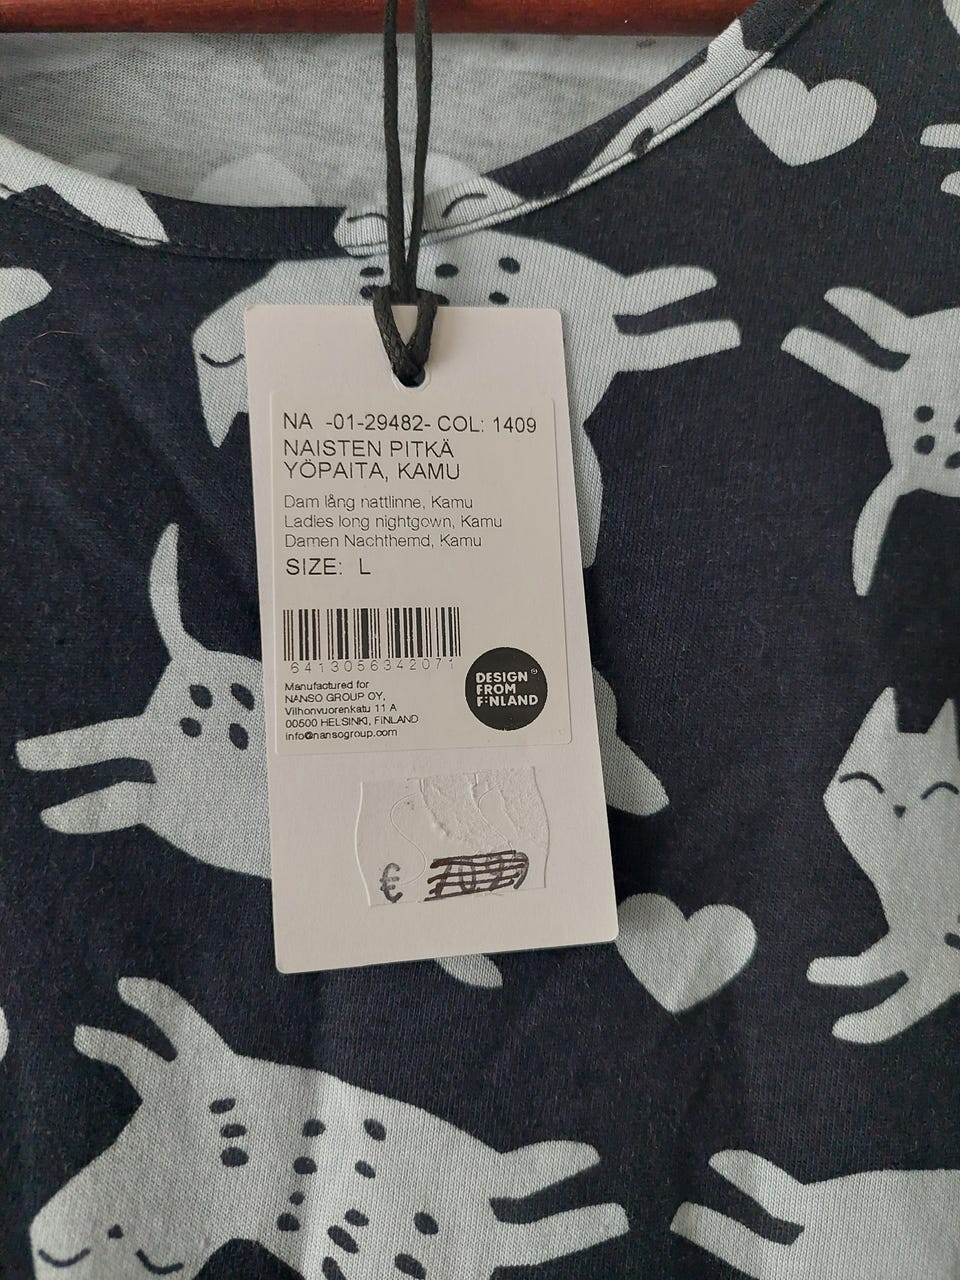 NA -01-29482- COL: 1409
NAISTEN PITKÄ
YÖPAITA, KAMU
Dam lång nattlinne, Kamu
Ladies long nightgown, Kamu
Damen Nachthemd, Kamu
SIZE: L
6413056342071
Manufactured for
NANSO GROUP OY,
Vilhonvuorenkatu 11 A
00500 HELSINKI, FINLAND
info@nansogroup.com
DESIGN
FROM
FINLAND
€